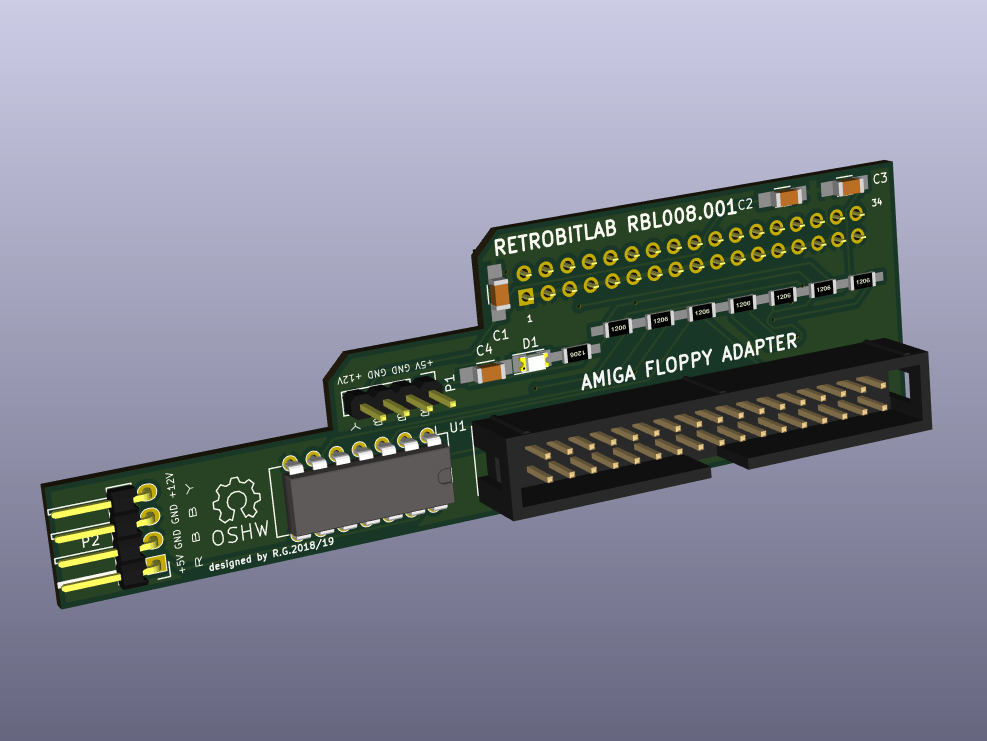 RETROBITLAB RBL008.001
C2
C3
34
1
C1
C4
D1
1206
1206
1206
1206
1206
1206
1206
1206
AMIGA FLOPPY ADAPTER
+12V GND GND +5V
P1
Y
B
B
R
U1
P2
+5V GND GND +12V
R B B Y
OSHW
designed by R.G.2018/19